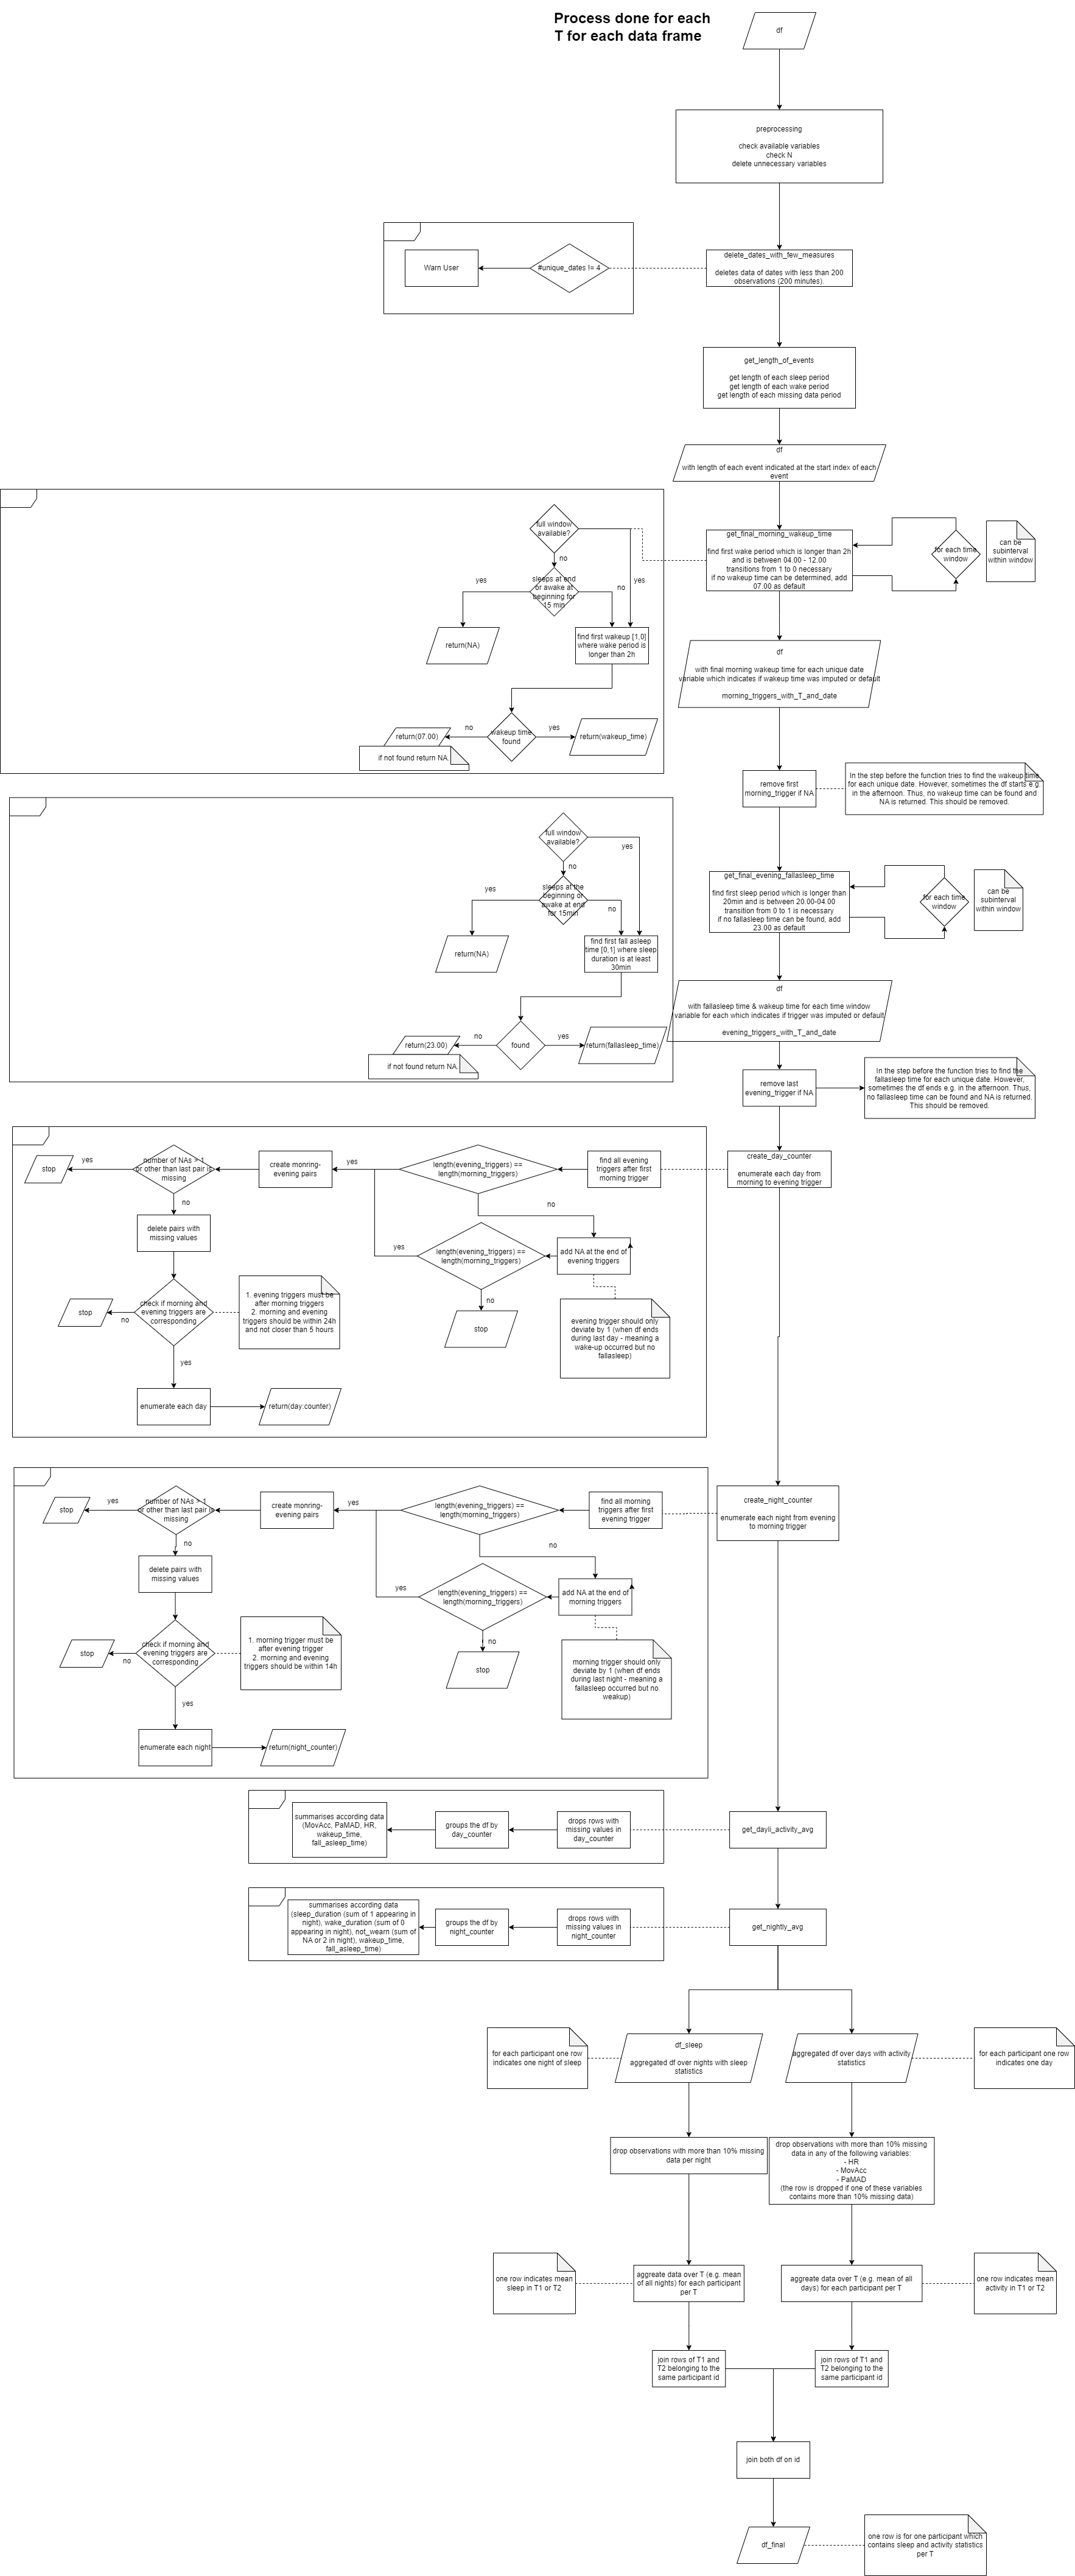 Process done for each
T for each data frame
df
preprocessing
check available variables
check N
delete unnecessary variables
delete_dates_with_few_measures
deletes data of dates with less than 200
observations (200 minutes).
#unique_dates != 4
Warn User
get_length_of_events
get length of each sleep period
get length of each wake period
get length of each missing data period
df
with length of each event indicated at the start index of each
event
get_final_morning_wakeup_time
find first wake period which is longer than 2h
and is between 04.00 - 12.00
transitions from 1 to 0 necessary
if no wakeup time can be determined, add
07.00 as default
for each time
window
can be
subinterval
within window
full window
available?
no
yes
sleeps at end
or awake at
beginning for
15 min
yes
no
return(NA)
find first wakeup [1,0]
where wake period is
longer than 2h
wakeup time
found
no
yes
return(07.00)
return(wakeup_time)
if not found return NA.
df
with final morning wakeup time for each unique date
variable which indicates if wakeup time was imputed or default
morning_triggers_with_T_and_date
remove first
morning_trigger if NA
In the step before the function tries to find the wakeup time
for each unique date. However, sometimes the df starts e.g.
in the afternoon. Thus, no wakeup time can be found and
NA is returned. This should be removed.
get_final_evening_fallasleep_time
find first sleep period which is longer than
20min and is between 20.00-04.00
transition from 0 to 1 is necessary
if no fallasleep time can be found, add
23.00 as default
for each time
window
can be
subinterval
within window
full window
available?
yes
no
sleeps at the
beginning or
awake at end
for 15min
yes
no
return(NA)
find first fall asleep
time [0,1] where sleep
duration is at least
30min
found
no
yes
return(23.00)
return(fallasleep_time)
if not found return NA.
df
with fallasleep time & wakeup time for each time window
variable for each which indicates if trigger was imputed or default
evening_triggers_with_T_and_date
remove last
evening_trigger if NA
In the step before the function tries to find the
fallasleep time for each unique date. However,
sometimes the df ends e.g. in the afternoon. Thus,
no fallasleep time can be found and NA is returned.
This should be removed.
create_day_counter
enumerate each day from
morning to evening trigger
find all evening
triggers after first
morning trigger
length(evening_triggers) ==
length(morning_triggers)
yes
no
create monring-
evening pairs
number of NAs > 1
or other than last pair is
missing
yes
stop
no
delete pairs with
missing values
add NA at the end of
evening triggers
length(evening_triggers) ==
length(morning_triggers)
yes
no
stop
evening trigger should only
deviate by 1 (when df ends
during last day - meaning a
wake-up occurred but no
fallasleep)
check if morning and
evening triggers are
corresponding
no
stop
1. evening triggers must be
after morning triggers
2. morning and evening
triggers should be within 24h
and not closer than 5 hours
yes
enumerate each day
return(day:counter)
create_night_counter
enumerate each night from evening
to morning trigger
find all morning
triggers after first
evening trigger
length(evening_triggers) ==
length(morning_triggers)
yes
no
create monring-
evening pairs
number of NAs > 1
or other than last pair is
missing
yes
stop
no
delete pairs with
missing values
add NA at the end of
morning triggers
length(evening_triggers) ==
length(morning_triggers)
yes
no
stop
morning trigger should only
deviate by 1 (when df ends
during last night - meaning a
fallasleep occurred but no
weakup)
check if morning and
evening triggers are
corresponding
no
stop
1. morning trigger must be
after evening trigger
2. morning and evening
triggers should be within 14h
yes
enumerate each night
return(night_counter)
get_dayli_activity_avg
drops rows with
missing values in
day_counter
groups the df by
day_counter
summarises according data
(MovAcc, PaMAD, HR,
wakeup_time,
fall_asleep_time)
get_nightly_avg
drops rows with
missing values in
night_counter
groups the df by
night_counter
summarises according data
(sleep_duration (sum of 1 appearing in
night), wake_duration (sum of 0
appearing in night), not_wearn (sum of
NA or 2 in night), wakeup_time,
fall_asleep_time)
for each participant one row
indicates one night of sleep
df_sleep
aggregated df over nights with sleep
statistics
aggregated df over days with activity
statistics
for each participant one row
indicates one day
drop observations with more than 10% missing
data per night
drop observations with more than 10% missing
data in any of the following variables:
- HR
- MovAcc
- PaMAD
(the row is dropped if one of these variables
contains more than 10% missing data)
one row indicates mean
sleep in T1 or T2
aggreate data over T (e.g. mean
of all nights) for each participant
per T
aggreate data over T (e.g. mean of all
days) for each participant per T
one row indicates mean
activity in T1 or T2
join rows of T1 and
T2 belonging to the
same participant id
join rows of T1 and
T2 belonging to the
same participant id
join both df on id
df_final
one row is for one participant which
contains sleep and activity statistics
per T